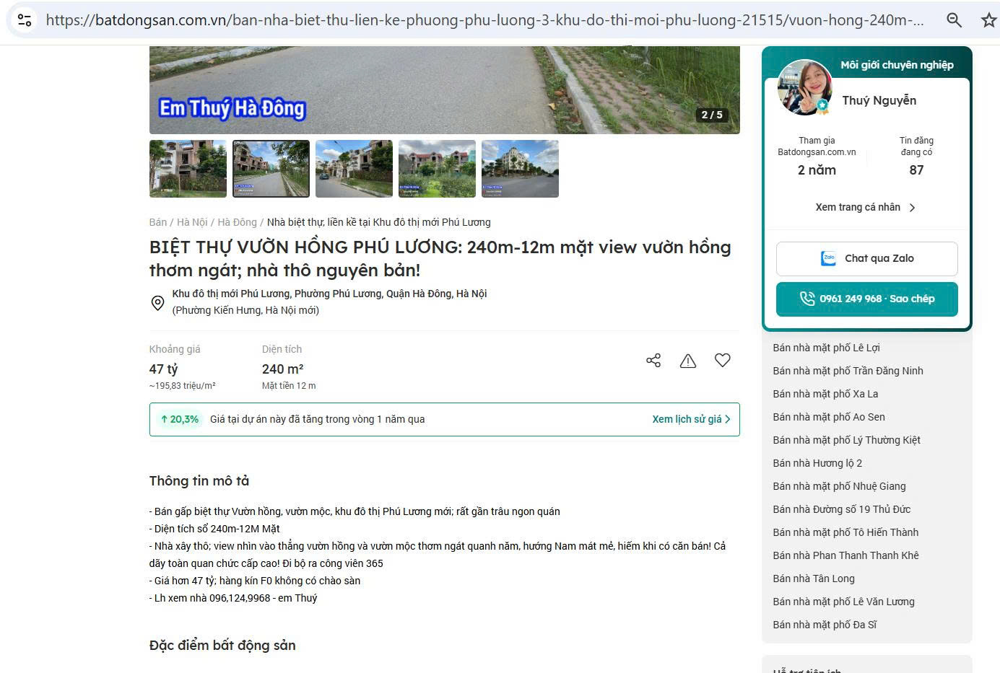 https://batdongsan.com.vn/ban-nha-biet-thu-lien-ke-phuong-phu-luong-3-khu-do-thi-moi-phu-luong-21515/vuon-hong-240m-...
Em Thuý Hà Đông
2 / 5
Bán / Hà Nội / Hà Đông / Nhà biệt thự, liền kề tại Khu đô thị mới Phú Lương
BIỆT THỰ VƯỜN HỒNG PHÚ LƯƠNG: 240m-12m mặt view vườn hồng
thơm ngát; nhà thô nguyên bản!
Khu đô thị mới Phú Lương, Phường Phú Lương, Quận Hà Đông, Hà Nội
(Phường Kiến Hưng, Hà Nội mới)
Khoảng giá
47 tỷ
~195,83 triệu/m²
Diện tích
240 m²
Mặt tiền 12 m
20,3%
Giá tại dự án này đã tăng trong vòng 1 năm qua
Xem lịch sử giá
Thông tin mô tả
- Bán gấp biệt thự Vườn hồng, vườn mộc, khu đô thị Phú Lương mới; rất gần trâu ngon quán
- Diện tích sổ 240m-12M Mặt
- Nhà xây thô; view nhìn vào thẳng vườn hồng và vườn mộc thơm ngát quanh năm, hướng Nam mát mẻ, hiếm khi có căn bán! Cả
dãy toàn quan chức cấp cao! Đi bộ ra công viên 365
- Giá hơn 47 tỷ; hàng kín F0 không có chào sàn
- Lh xem nhà 096,124,9968 - em Thuý
Đặc điểm bất động sản
Môi giới chuyên nghiệp
Thuý Nguyễn
Tham gia
Batdongsan.com.vn
2 năm
Tin đăng
đang có
87
Xem trang cá nhân
Zalo
Chat qua Zalo
0961 249 968 · Sao chép
Bán nhà mặt phố Lê Lợi
Bán nhà mặt phố Trần Đăng Ninh
Bán nhà mặt phố Xa La
Bán nhà mặt phố Ao Sen
Bán nhà mặt phố Lý Thường Kiệt
Bán nhà Hương lộ 2
Bán nhà mặt phố Nhuệ Giang
Bán nhà Đường số 19 Thủ Đức
Bán nhà mặt phố Tô Hiến Thành
Bán nhà Phan Thanh Thanh Khê
Bán nhà Tân Long
Bán nhà mặt phố Lê Văn Lương
Bán nhà mặt phố Đa Sĩ
Hỗ trợ tiện ích